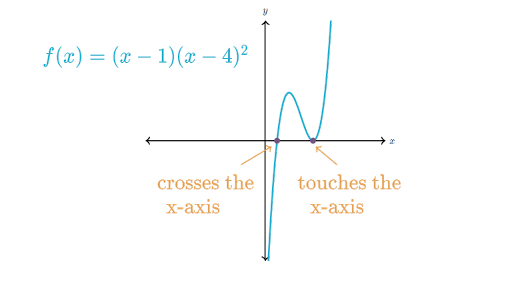 y
f(x) = (x − 1)(x − 4)²
x
crosses the
x-axis
touches the
x-axis